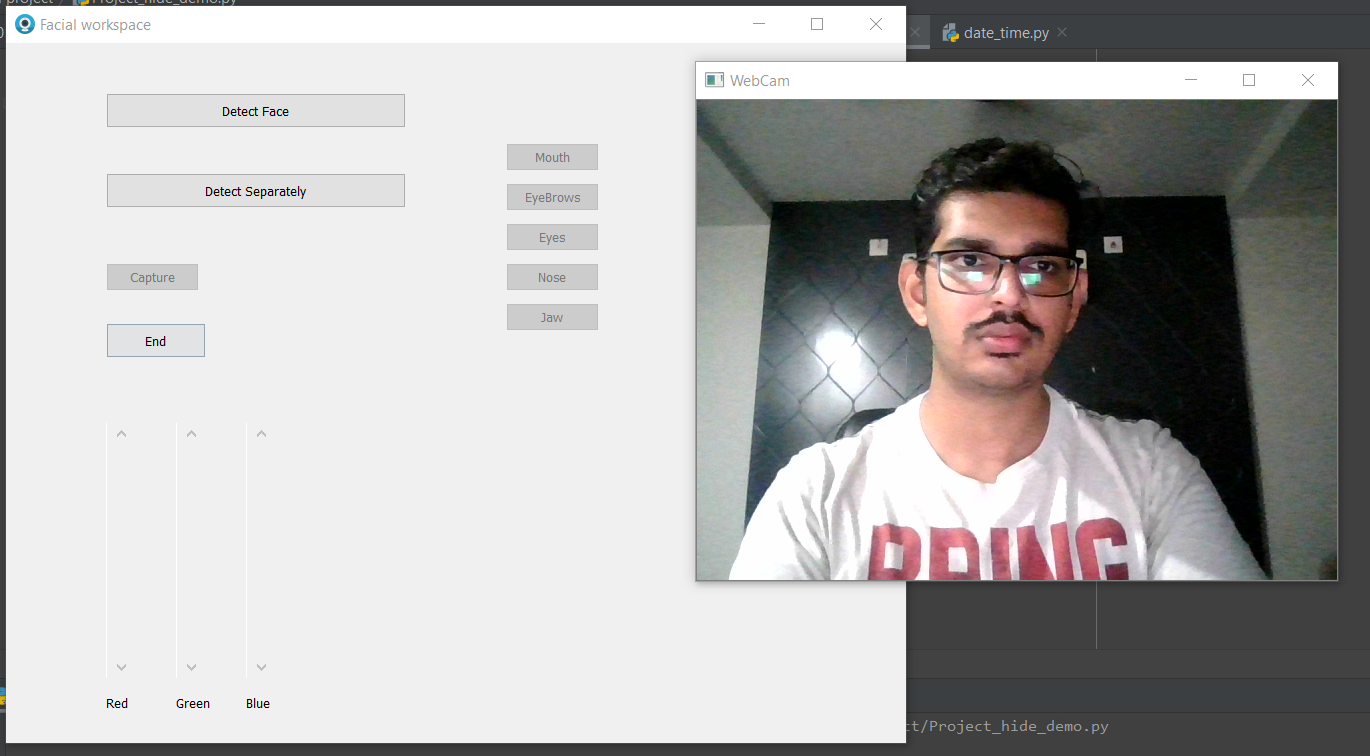 project
Project_hide_demo.py
Facial workspace
date_time.py
WebCam
Detect Face
Mouth
Detect Separately
EyeBrows
Eyes
Capture
Nose
Jaw
End
BRING
Red
Green
Blue
ct/Project_hide_demo.py